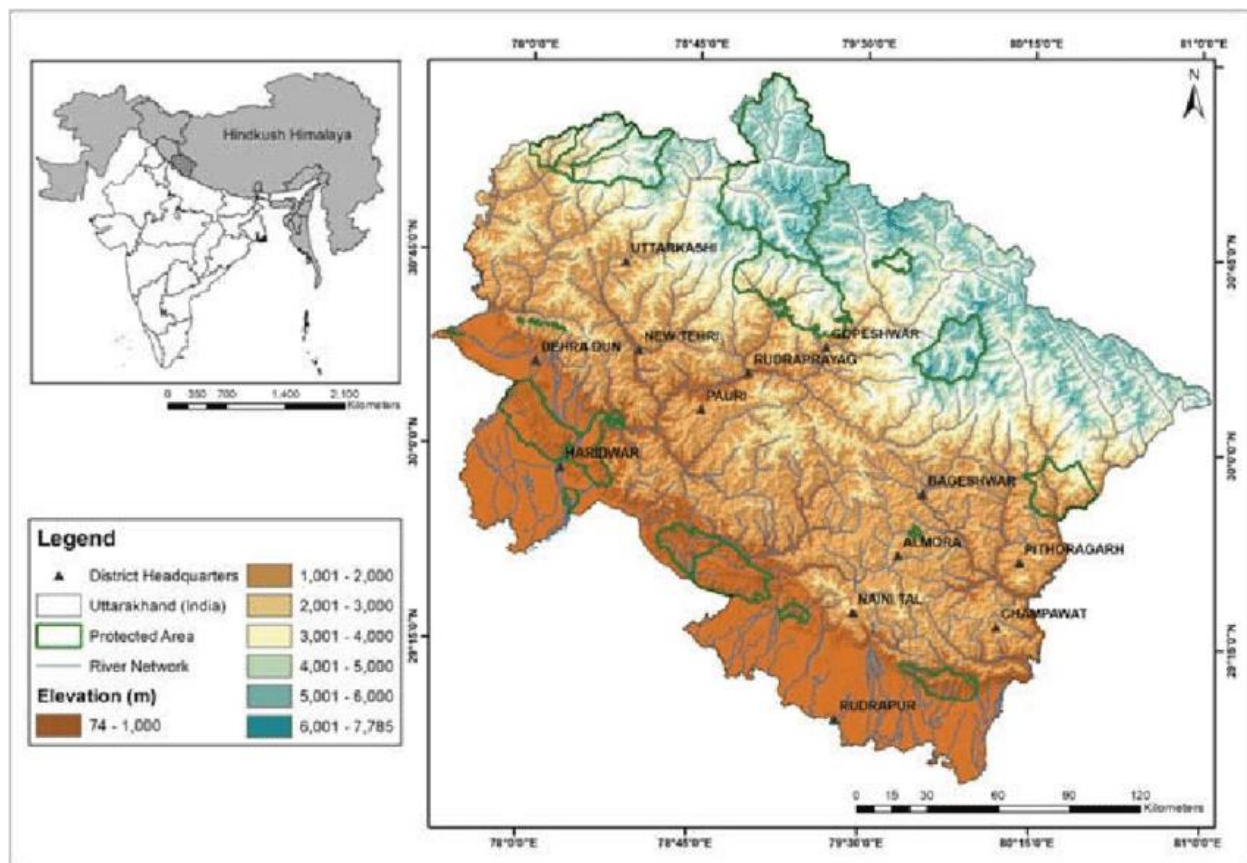 78°0'0"E 78°45'0"E 79°30'0"E 80°15'0"E 81°0'0"E
N
Hindkush Himalaya
0 350 700 1,400 2,100
Kilometers
30°45'0"N
30°45'0"N
UTTARKASHI
GOPESHWAR
NEW TEHRI
DEHRA DUN
RUDRAPRAYAG
PAURI
30°0'0"N
30°0'0"N
HARIDWAR
BAGESHWAR
ALMORA
PITHORAGARH
NAINI TAL
CHAMPAWAT
29°15'0"N
29°15'0"N
RUDRAPUR
Legend
District Headquarters
Uttarakhand (India)
Protected Area
River Network
Elevation (m)
74 - 1,000
1,001 - 2,000
2,001 - 3,000
3,001 - 4,000
4,001 - 5,000
5,001 - 6,000
6,001 - 7,785
0 15 30 60 90 120
Kilometers
78°0'0"E 78°45'0"E 79°30'0"E 80°15'0"E 81°0'0"E